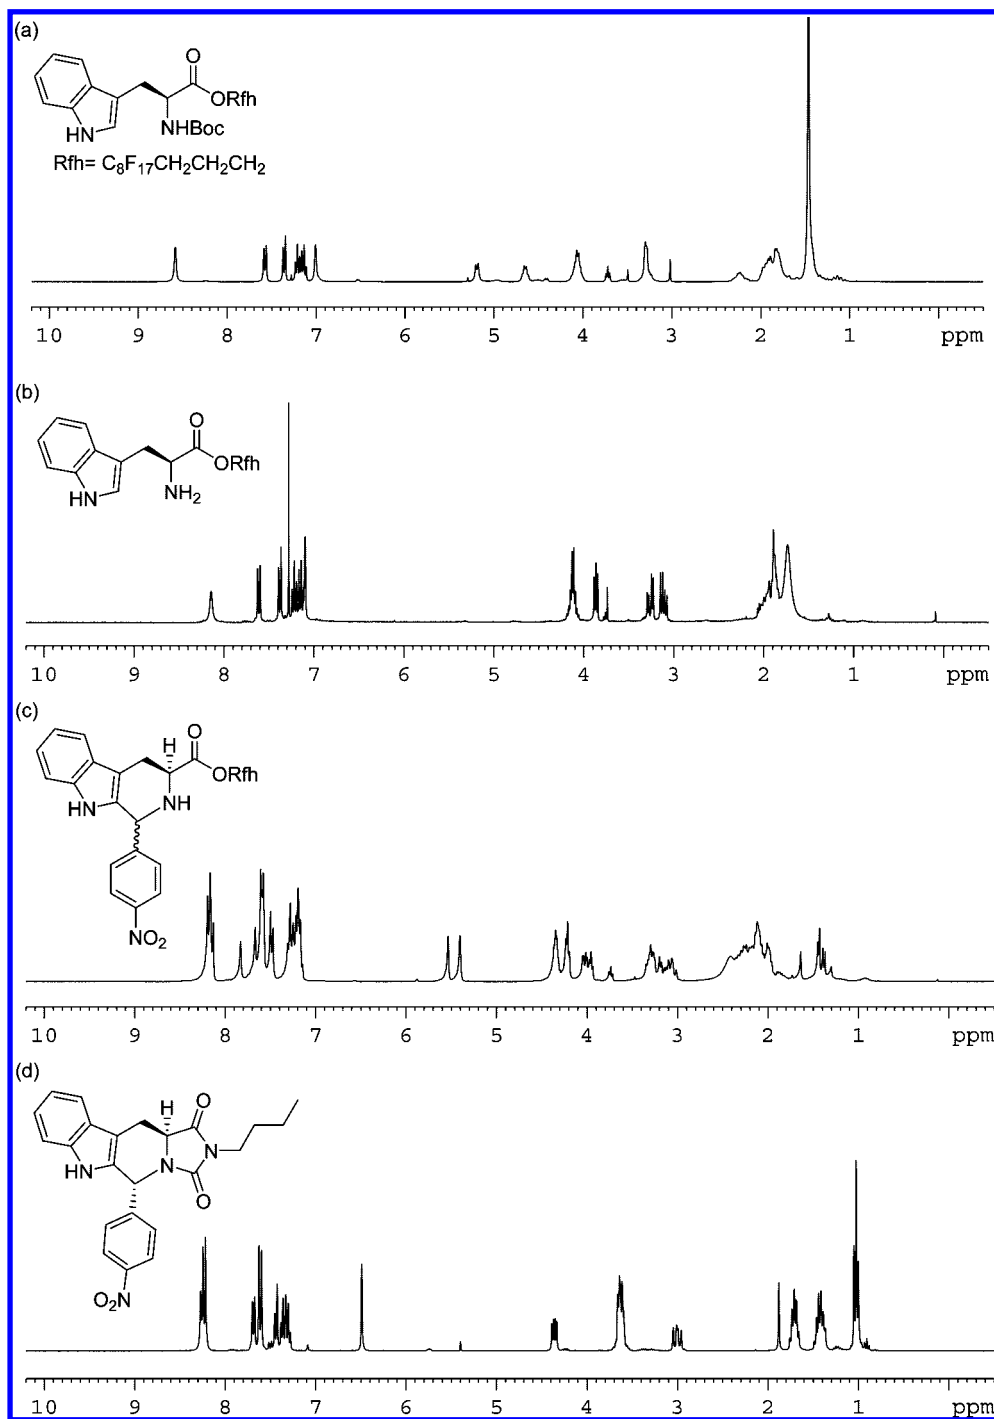 (a)
O
ORfh
HN
NHBoc
Rfh= C₈F₁₇CH₂CH₂CH₂
10 9 8 7 6 5 4 3 2 1 ppm
(b)
O
ORfh
HN
NH₂
10 9 8 7 6 5 4 3 2 1 ppm
(c)
H
O
ORfh
HN
NH
NO₂
10 9 8 7 6 5 4 3 2 1 ppm
(d)
H
O
N
HN
N
O
O₂N
10 9 8 7 6 5 4 3 2 1 ppm